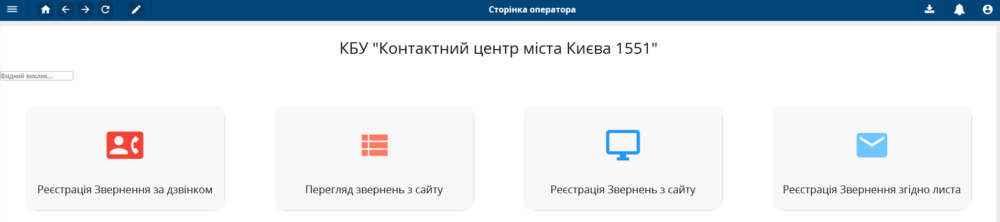 Сторінка оператора
КБУ "Контактний центр міста Києва 1551"
Вхідний виклик...
Реєстрація Звернення за дзвінком
Перегляд звернень з сайту
Реєстрація Звернень з сайту
Реєстрація Звернення згідно листа